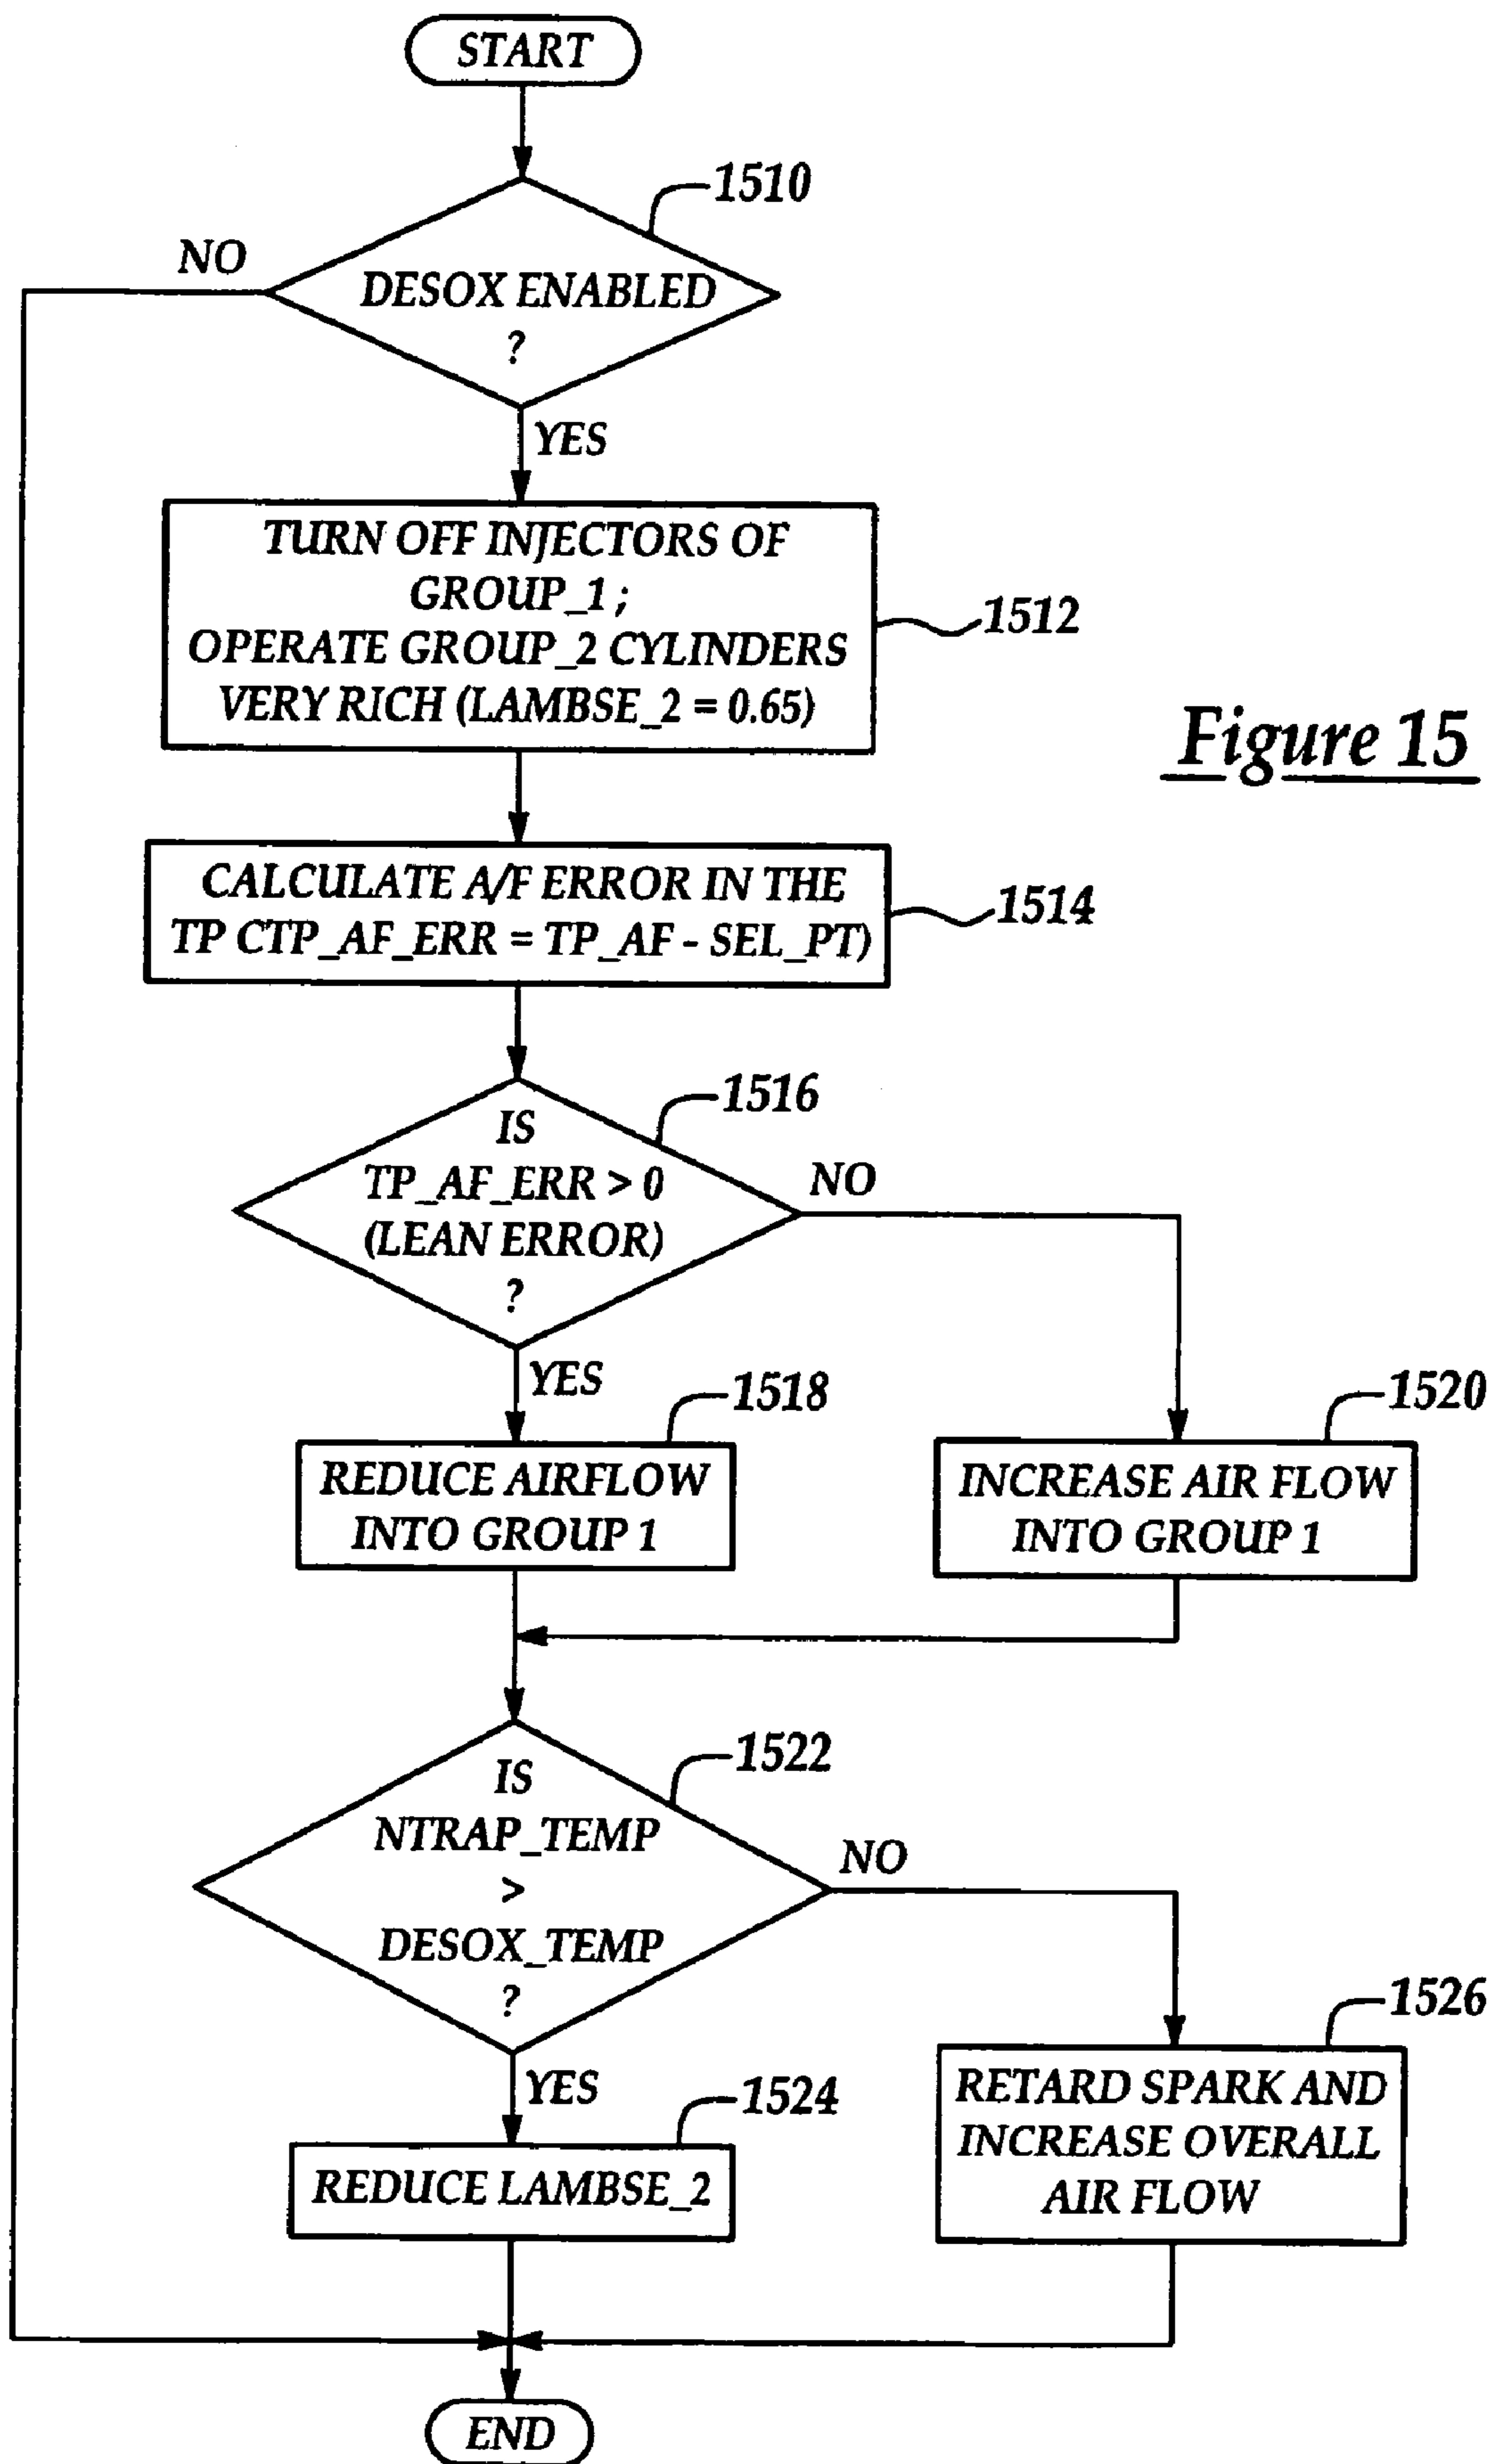 START
1510
NO
DESOX ENABLED
?
YES
TURN OFF INJECTORS OF
GROUP_1 ;
OPERATE GROUP_2 CYLINDERS
VERY RICH (LAMBSE_2 = 0.65)
1512
Figure 15
CALCULATE A/F ERROR IN THE
TP CTP_AF_ERR = TP_AF - SEL_PT)
1514
1516
IS
TP_AF_ERR > 0
(LEAN ERROR)
?
NO
YES
1518
REDUCE AIRFLOW
INTO GROUP 1
1520
INCREASE AIR FLOW
INTO GROUP 1
1522
IS
NTRAP_TEMP
>
DESOX_TEMP
?
NO
YES
1524
REDUCE LAMBSE_2
1526
RETARD SPARK AND
INCREASE OVERALL
AIR FLOW
END